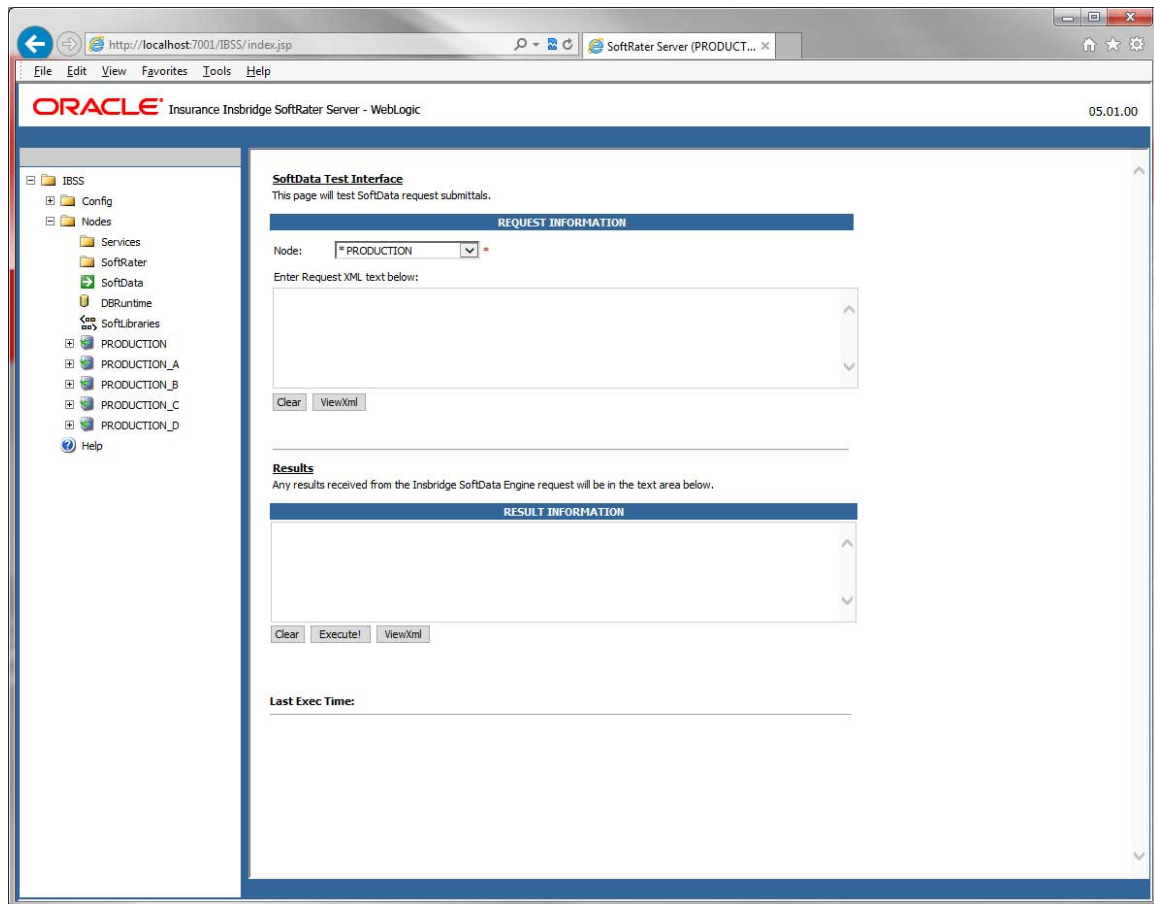 http://localhost:7001/IBSS/index.jsp
SoftRater Server (PRODUCT...
File Edit View Favorites Tools Help
ORACLE Insurance Insbridge SoftRater Server - WebLogic
05.01.00
IBSS
Config
Nodes
Services
SoftRater
SoftData
DBRuntime
SoftLibraries
PRODUCTION
PRODUCTION_A
PRODUCTION_B
PRODUCTION_C
PRODUCTION_D
Help
SoftData Test Interface
This page will test SoftData request submittals.
REQUEST INFORMATION
Node: * PRODUCTION *
Enter Request XML text below:
Clear ViewXml
Results
Any results received from the Insbridge SoftData Engine request will be in the text area below.
RESULT INFORMATION
Clear Execute! ViewXml
Last Exec Time: